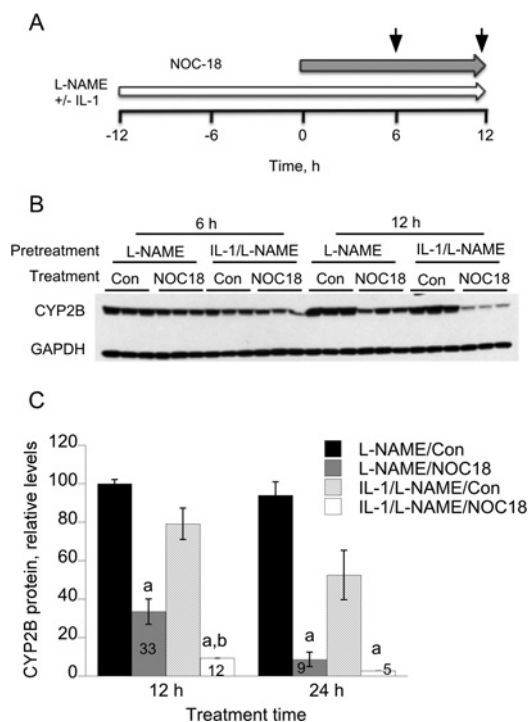 A
NOC-18
L-NAME
+/- IL-1
-12 -6 0 6 12
Time, h
B
6 h 12 h
Pretreatment L-NAME IL-1/L-NAME L-NAME IL-1/L-NAME
Treatment Con NOC18 Con NOC18 Con NOC18 Con NOC18
CYP2B
GAPDH
C
CYP2B protein, relative levels
120
100
80
60
40
20
0
L-NAME/Con
L-NAME/NOC18
IL-1/L-NAME/Con
IL-1/L-NAME/NOC18
a a,b a a
33 12 9 5
12 h 24 h
Treatment time